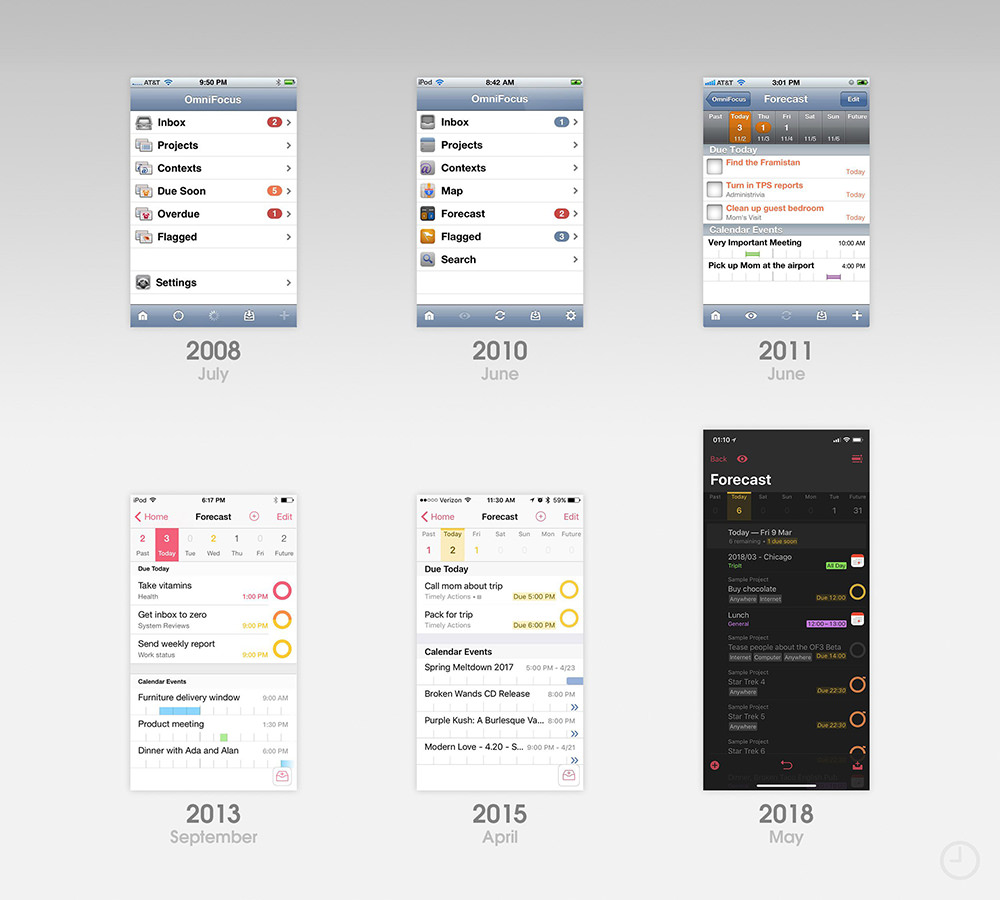 AT&T 9:50 PM
OmniFocus
Inbox 2
Projects
Contexts
Due Soon 5
Overdue 1
Flagged
Settings
2008
July
iPod 8:42 AM
OmniFocus
Inbox 1
Projects
Contexts
Map
Forecast 2
Flagged 3
Search
2010
June
AT&T 3:01 PM
OmniFocus Forecast Edit
Past Today Thu Fri Sat Sun Future
3 1 1
11/2 11/3 11/4 11/5 11/6
Due Today
Find the Framistan
Today
Turn in TPS reports
Administrivia Today
Clean up guest bedroom
Mom's Visit Today
Calendar Events
Very Important Meeting 10:00 AM
Pick up Mom at the airport 4:00 PM
2011
June
iPod 6:17 PM
Home Forecast Edit
2 3 0 2 1 0 2
Past Today Tue Wed Thu Fri Future
Due Today
Take vitamins
Health 1:00 PM
Get inbox to zero
System Reviews 9:00 PM
Send weekly report
Work status 9:00 PM
Calendar Events
Furniture delivery window 9:00 AM
Product meeting 1:30 PM
Dinner with Ada and Alan 6:00 PM
2013
September
Verizon 11:30 AM 59%
Home Forecast Edit
Past Today Fri Sat Sun Mon Future
1 2 1 0 0 0 0
Due Today
Call mom about trip
Timely Actions • Due 5:00 PM
Pack for trip
Timely Actions Due 6:00 PM
Calendar Events
Spring Meltdown 2017 5:00 PM - 4/23
Broken Wands CD Release 8:00 PM
Purple Kush: A Burlesque Va... 8:00 PM
Modern Love - 4.20 - S... 9:00 PM - 4/21
2015
April
01:10
Back
Forecast
Past Today Sat Sun Mon Tue Future
0 6 0 0 0 1 31
Today — Fri 9 Mar
6 remaining • 1 due soon
2018/03 - Chicago
TripIt All Day
Sample Project
Buy chocolate
Anywhere Internet Due 12:00
Lunch
General 12:00–13:00
Sample Project
Tease people about the OF3 Beta
Internet Computer Anywhere Due 14:00
Sample Project
Star Trek 4
Anywhere Due 22:30
Sample Project
Star Trek 5
Anywhere Due 22:30
Sample Project
Star Trek 6
2018
May